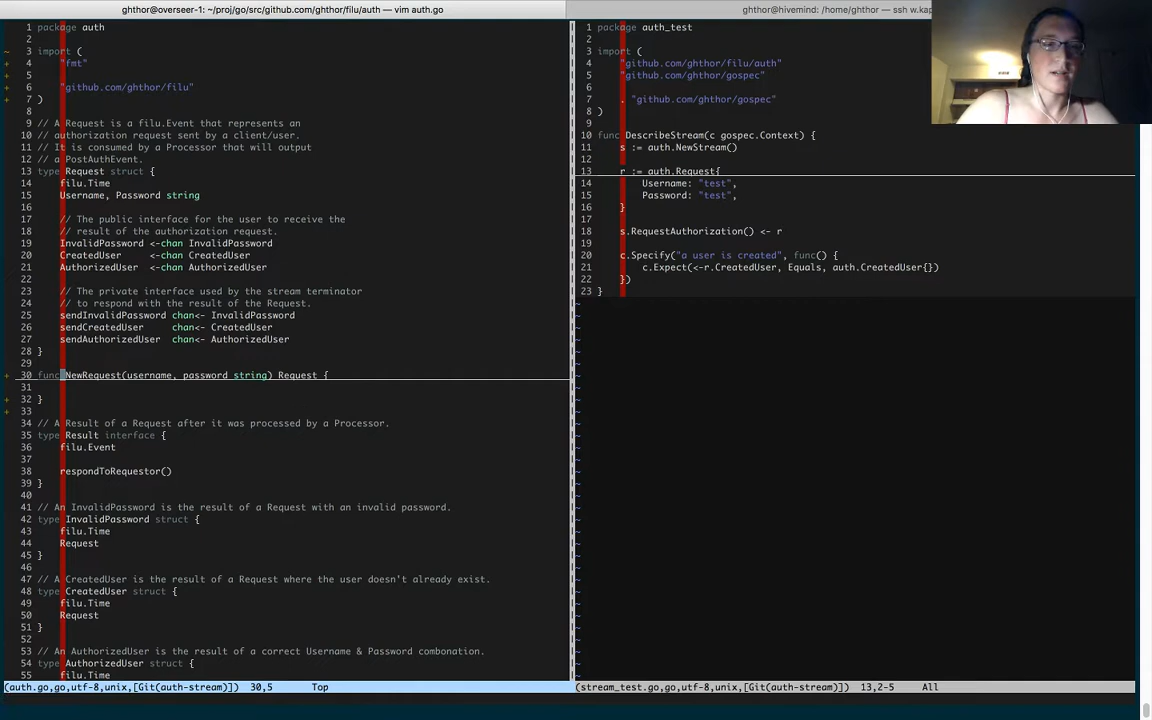 ghthor@overseer-1: ~/proj/go/src/github.com/ghthor/filu/auth — vim auth.go
ghthor@hivemind: /home/ghthor — ssh w.kap
1 package auth
2
~ 3 import (
+ 4 "fmt"
+ 5
+ 6 "github.com/ghthor/filu"
+ 7 )
8
9 // A Request is a filu.Event that represents an
10 // authorization request sent by a client/user.
11 // It is consumed by a Processor that will output
12 // a PostAuthEvent.
13 type Request struct {
14 filu.Time
15 Username, Password string
16
17 // The public interface for the user to receive the
18 // result of the authorization request.
19 InvalidPassword <-chan InvalidPassword
20 CreatedUser <-chan CreatedUser
21 AuthorizedUser <-chan AuthorizedUser
22
23 // The private interface used by the stream terminator
24 // to respond with the result of the Request.
25 sendInvalidPassword chan<- InvalidPassword
26 sendCreatedUser chan<- CreatedUser
27 sendAuthorizedUser chan<- AuthorizedUser
28 }
29
+ 30 func NewRequest(username, password string) Request {
31
+ 32 }
+ 33
34 // A Result of a Request after it was processed by a Processor.
35 type Result interface {
36 filu.Event
37
38 respondToRequestor()
39 }
40
41 // An InvalidPassword is the result of a Request with an invalid password.
42 type InvalidPassword struct {
43 filu.Time
44 Request
45 }
46
47 // A CreatedUser is the result of a Request where the user doesn't already exist.
48 type CreatedUser struct {
49 filu.Time
50 Request
51 }
52
53 // An AuthorizedUser is the result of a correct Username & Password combonation.
54 type AuthorizedUser struct {
55 filu.Time
(auth.go,go,utf-8,unix,[Git(auth-stream)]) 30,5 Top
1 package auth_test
2
3 import (
4 "github.com/ghthor/filu/auth"
5 "github.com/ghthor/gospec"
6
7 . "github.com/ghthor/gospec"
8 )
9
10 func DescribeStream(c gospec.Context) {
11 s := auth.NewStream()
12
13 r := auth.Request{
14 Username: "test",
15 Password: "test",
16 }
17
18 s.RequestAuthorization() <- r
19
20 c.Specify("a user is created", func() {
21 c.Expect(<-r.CreatedUser, Equals, auth.CreatedUser{})
22 })
23 }
(stream_test.go,go,utf-8,unix,[Git(auth-stream)]) 13,2-5 All